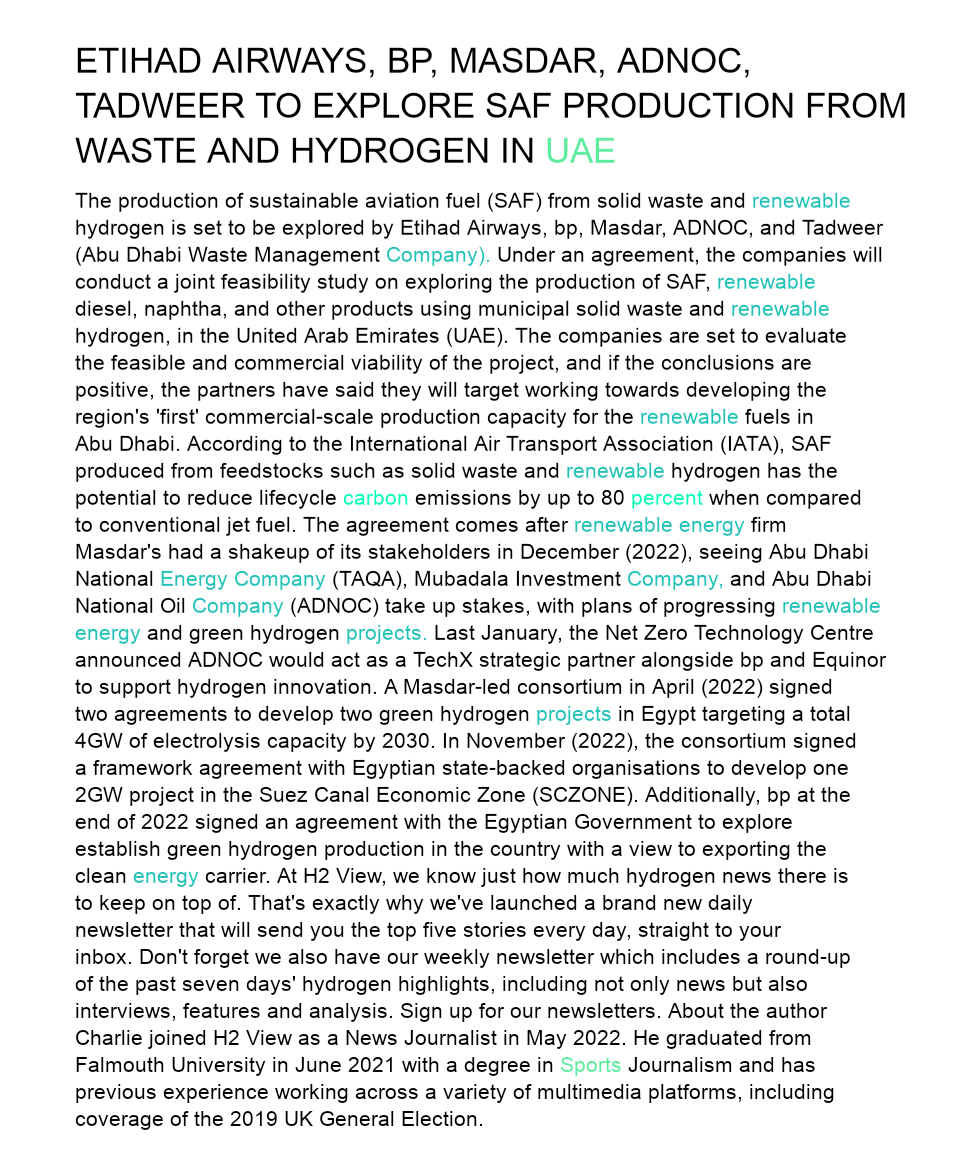 ETIHAD AIRWAYS, BP, MASDAR, ADNOC,
TADWEER TO EXPLORE SAF PRODUCTION FROM
WASTE AND HYDROGEN IN UAE
The production of sustainable aviation fuel (SAF) from solid waste and renewable
hydrogen is set to be explored by Etihad Airways, bp, Masdar, ADNOC, and Tadweer
(Abu Dhabi Waste Management Company). Under an agreement, the companies will
conduct a joint feasibility study on exploring the production of SAF, renewable
diesel, naphtha, and other products using municipal solid waste and renewable
hydrogen, in the United Arab Emirates (UAE). The companies are set to evaluate
the feasible and commercial viability of the project, and if the conclusions are
positive, the partners have said they will target working towards developing the
region's 'first' commercial-scale production capacity for the renewable fuels in
Abu Dhabi. According to the International Air Transport Association (IATA), SAF
produced from feedstocks such as solid waste and renewable hydrogen has the
potential to reduce lifecycle carbon emissions by up to 80 percent when compared
to conventional jet fuel. The agreement comes after renewable energy firm
Masdar's had a shakeup of its stakeholders in December (2022), seeing Abu Dhabi
National Energy Company (TAQA), Mubadala Investment Company, and Abu Dhabi
National Oil Company (ADNOC) take up stakes, with plans of progressing renewable
energy and green hydrogen projects. Last January, the Net Zero Technology Centre
announced ADNOC would act as a TechX strategic partner alongside bp and Equinor
to support hydrogen innovation. A Masdar-led consortium in April (2022) signed
two agreements to develop two green hydrogen projects in Egypt targeting a total
4GW of electrolysis capacity by 2030. In November (2022), the consortium signed
a framework agreement with Egyptian state-backed organisations to develop one
2GW project in the Suez Canal Economic Zone (SCZONE). Additionally, bp at the
end of 2022 signed an agreement with the Egyptian Government to explore
establish green hydrogen production in the country with a view to exporting the
clean energy carrier. At H2 View, we know just how much hydrogen news there is
to keep on top of. That's exactly why we've launched a brand new daily
newsletter that will send you the top five stories every day, straight to your
inbox. Don't forget we also have our weekly newsletter which includes a round-up
of the past seven days' hydrogen highlights, including not only news but also
interviews, features and analysis. Sign up for our newsletters. About the author
Charlie joined H2 View as a News Journalist in May 2022. He graduated from
Falmouth University in June 2021 with a degree in Sports Journalism and has
previous experience working across a variety of multimedia platforms, including
coverage of the 2019 UK General Election.